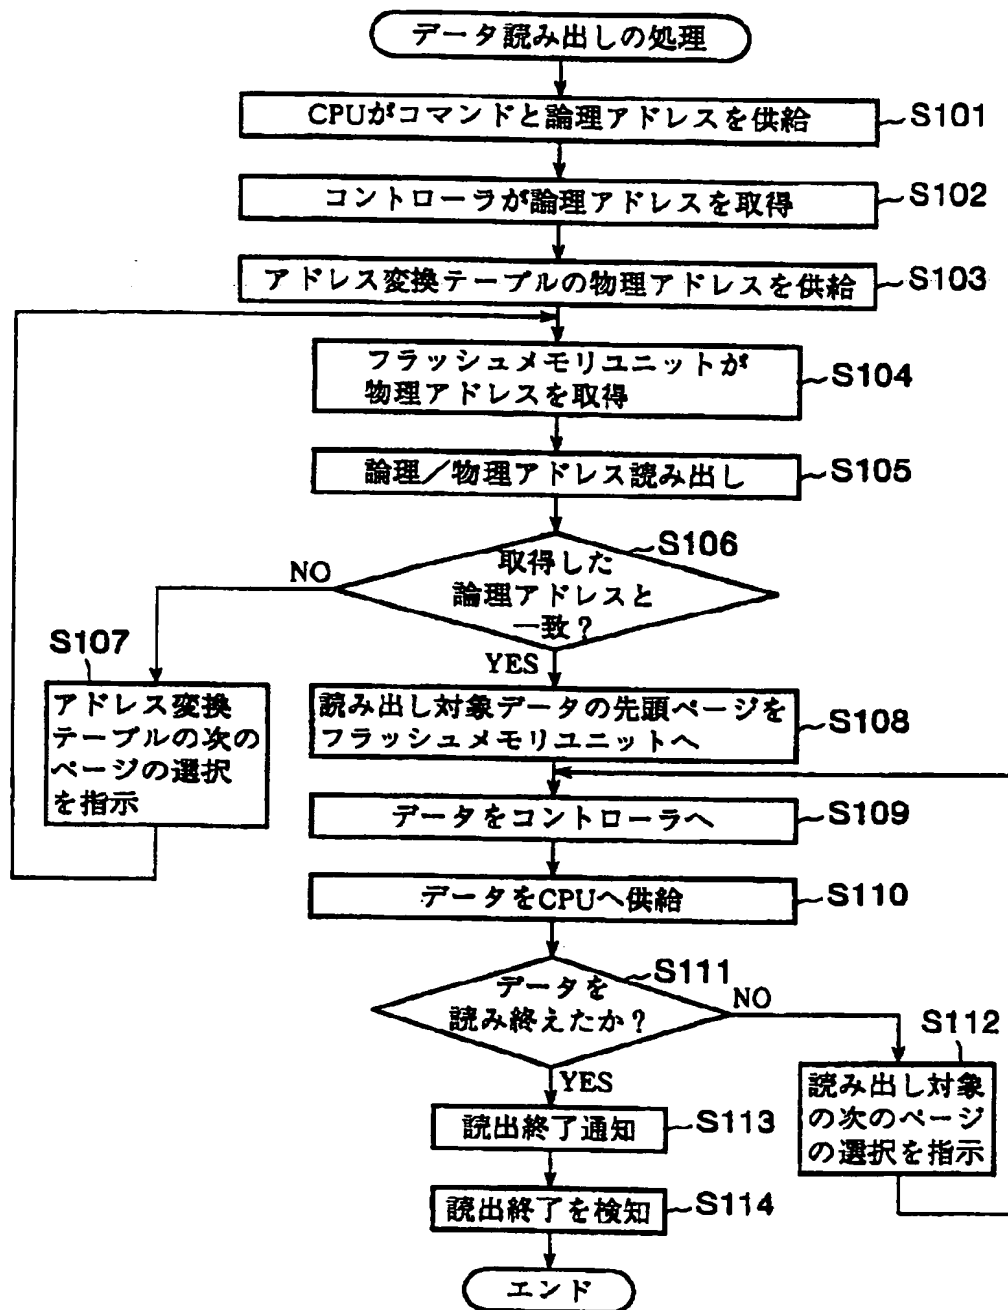 データ読み出しの処理
CPUがコマンドと論理アドレスを供給
S101
コントローラが論理アドレスを取得
S102
アドレス変換テーブルの物理アドレスを供給
S103
フラッシュメモリユニットが
物理アドレスを取得
S104
論理／物理アドレス読み出し
S105
S106
取得した
論理アドレスと
一致？
NO
YES
S107
アドレス変換
テーブルの次の
ページの選択
を指示
読み出し対象データの先頭ページを
フラッシュメモリユニットへ
S108
データをコントローラへ
S109
データをCPUへ供給
S110
S111
データを
読み終えたか？
NO
YES
S112
読み出し対象
の次のページ
の選択を指示
読出終了通知
S113
読出終了を検知
S114
エンド